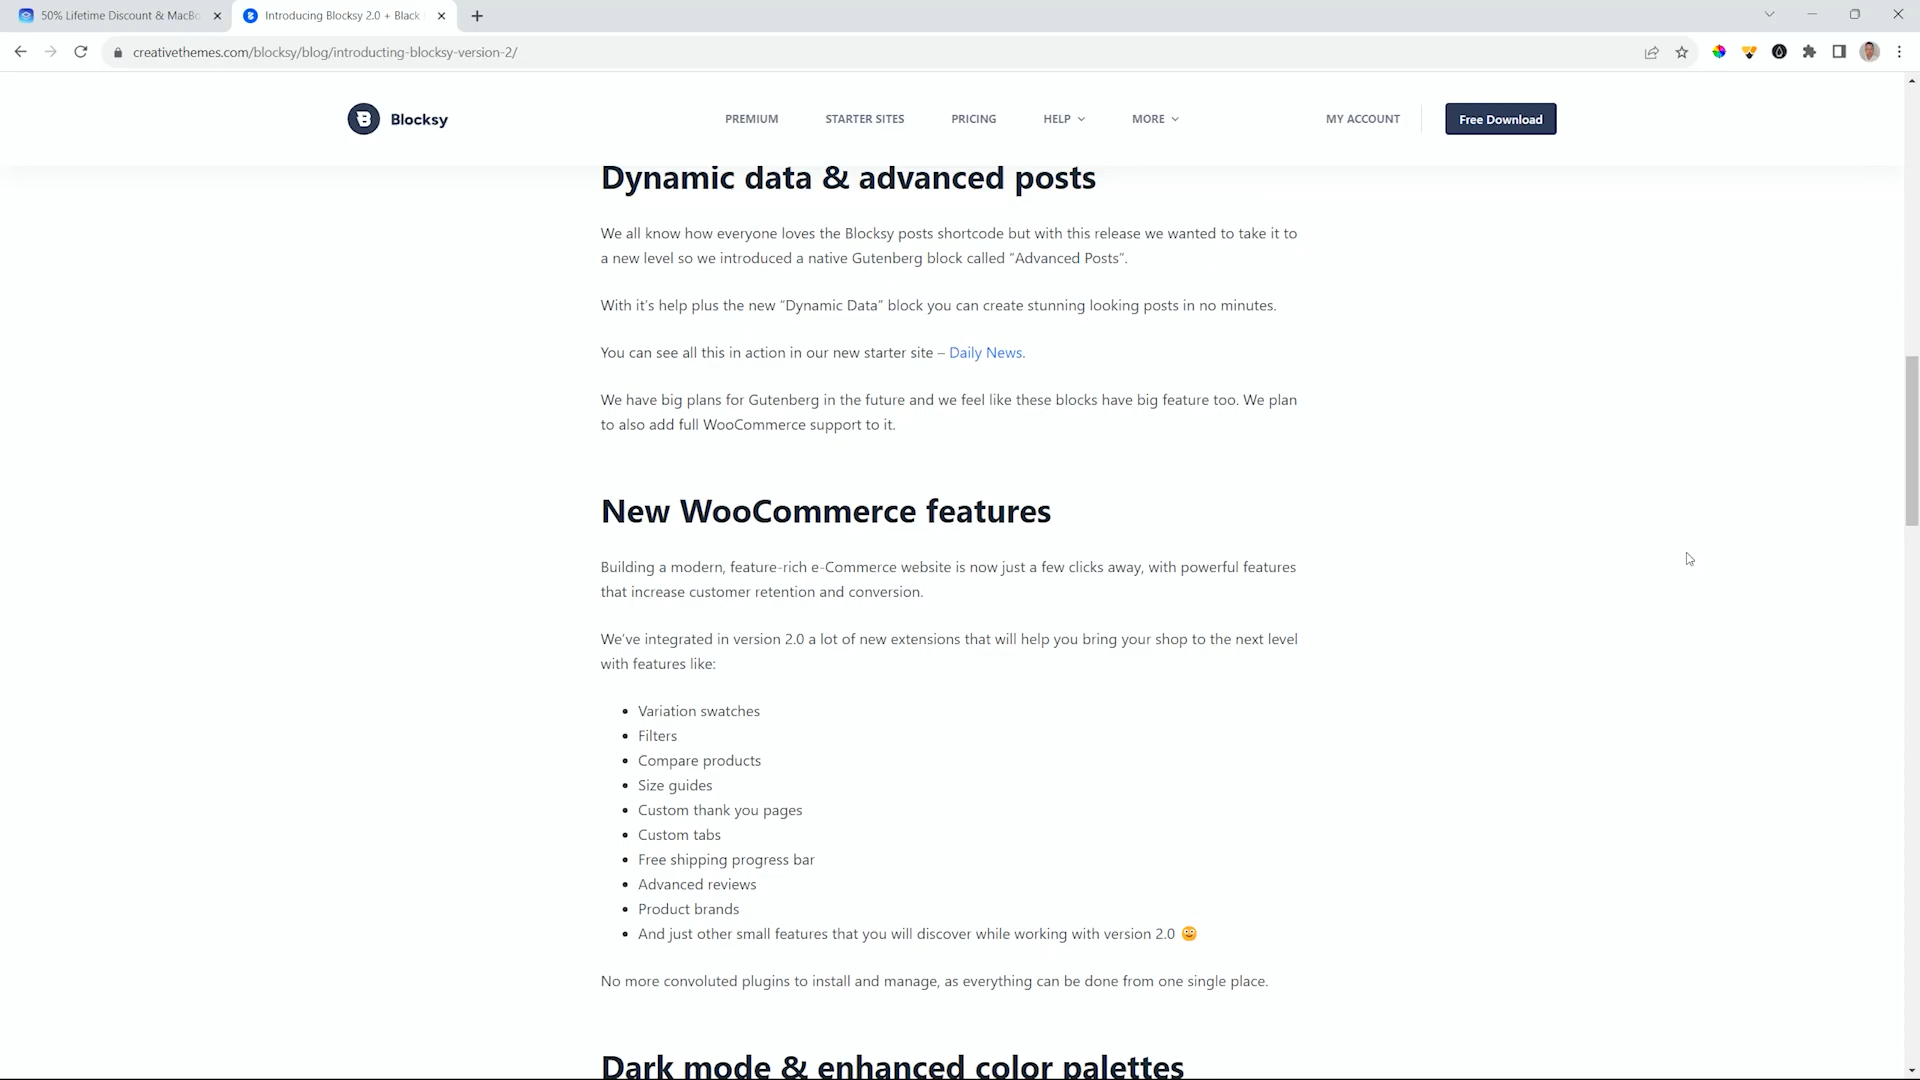 50% Lifetime Discount & MacBo
Introducing Blocksy 2.0 + Black
creativethemes.com/blocksy/blog/introducting-blocksy-version-2/
Blocksy
PREMIUM
STARTER SITES
PRICING
HELP
MORE
MY ACCOUNT
Free Download
Dynamic data & advanced posts
We all know how everyone loves the Blocksy posts shortcode but with this release we wanted to take it to
a new level so we introduced a native Gutenberg block called “Advanced Posts”.
With it’s help plus the new “Dynamic Data” block you can create stunning looking posts in no minutes.
You can see all this in action in our new starter site – Daily News.
We have big plans for Gutenberg in the future and we feel like these blocks have big feature too. We plan
to also add full WooCommerce support to it.
New WooCommerce features
Building a modern, feature-rich e-Commerce website is now just a few clicks away, with powerful features
that increase customer retention and conversion.
We’ve integrated in version 2.0 a lot of new extensions that will help you bring your shop to the next level
with features like:
• Variation swatches
• Filters
• Compare products
• Size guides
• Custom thank you pages
• Custom tabs
• Free shipping progress bar
• Advanced reviews
• Product brands
• And just other small features that you will discover while working with version 2.0 🙂
No more convoluted plugins to install and manage, as everything can be done from one single place.
Dark mode & enhanced color palettes